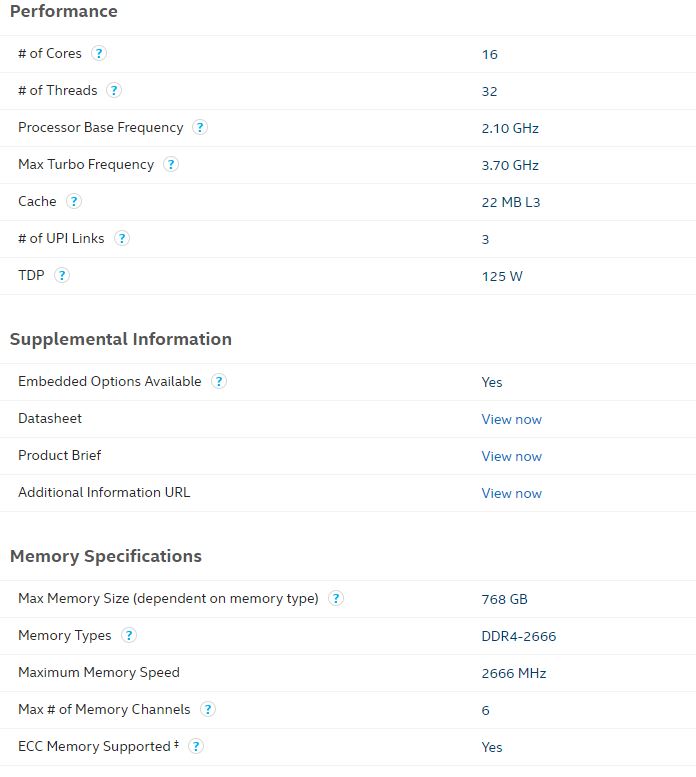 Performance
# of Cores ? 16
# of Threads ? 32
Processor Base Frequency ? 2.10 GHz
Max Turbo Frequency ? 3.70 GHz
Cache ? 22 MB L3
# of UPI Links ? 3
TDP ? 125 W
Supplemental Information
Embedded Options Available ? Yes
Datasheet View now
Product Brief View now
Additional Information URL View now
Memory Specifications
Max Memory Size (dependent on memory type) ? 768 GB
Memory Types ? DDR4-2666
Maximum Memory Speed 2666 MHz
Max # of Memory Channels ? 6
ECC Memory Supported ‡ ? Yes